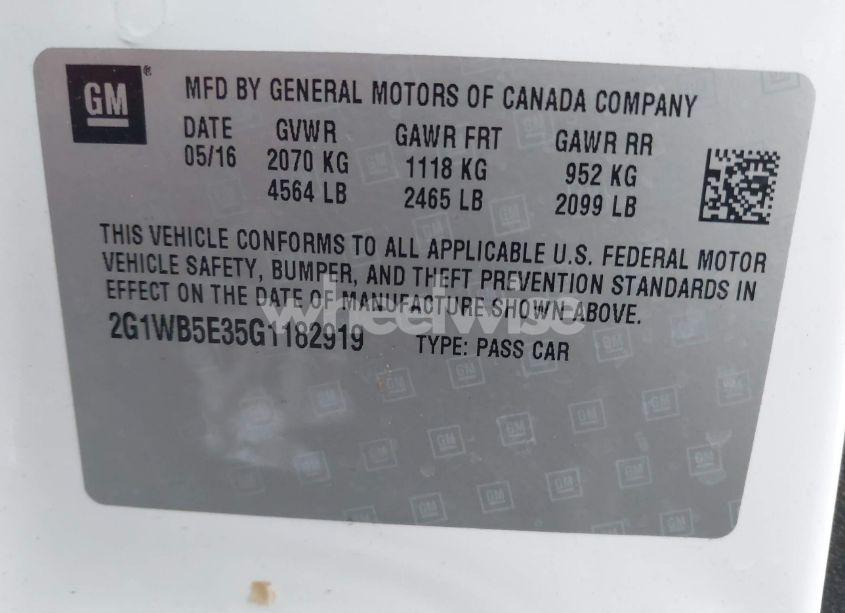 GM ® MFD BY GENERAL MOTORS OF CANADA COMPANY
DATE GVWR GAWR FRT GAWR RR
05/16 2070 KG 1118 KG 952 KG
4564 LB 2465 LB 2099 LB
THIS VEHICLE CONFORMS TO ALL APPLICABLE U.S. FEDERAL MOTOR
VEHICLE SAFETY, BUMPER, AND THEFT PREVENTION STANDARDS IN
EFFECT ON THE DATE OF MANUFACTURE SHOWN ABOVE.
wheelwise
2G1WB5E35G1182919 TYPE: PASS CAR